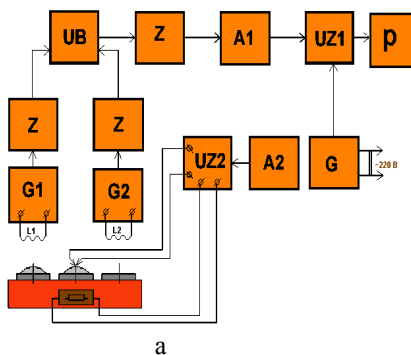 UB Z A1 UZ1 p
Z Z
G1 G2 UZ2 A2 G ~220 В
L1 L2
a